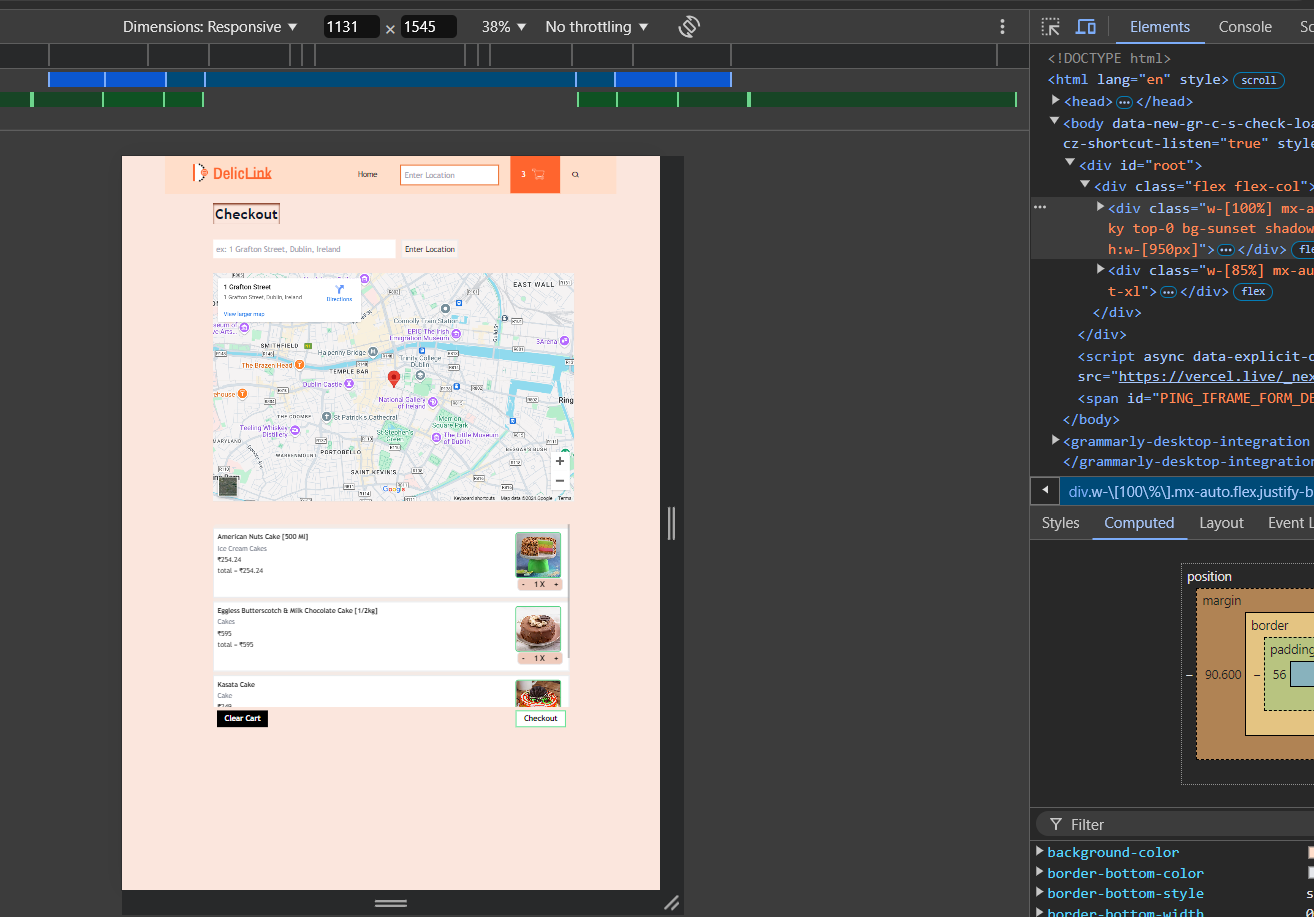 Dimensions: Responsive ▼ 1131 × 1545 38% ▼ No throttling ▼
Elements Console
<!DOCTYPE html>
<html lang="en" style> scroll
<head> ••• </head>
<body data-new-gr-c-s-check-loa
cz-shortcut-listen="true" style
<div id="root">
<div class="flex flex-col">
<div class="w-[100%] mx-a
ky top-0 bg-sunset shadow
h:w-[950px]"> ••• </div> fle
<div class="w-[85%] mx-au
t-xl"> ••• </div> flex
</div>
</div>
<script async data-explicit-o
src="https://vercel.live/_nex
<span id="PING_IFRAME_FORM_DE
</body>
<grammarly-desktop-integration
</grammarly-desktop-integration
div.w-\[100\%\].mx-auto.flex.justify-b
Styles Computed Layout Event L
position
margin
border
padding
– 90.600 – 56
Filter
background-color
border-bottom-color
border-bottom-style
border-bottom-width
DelicLink
Home
Enter Location
3
Checkout
ex: 1 Grafton Street, Dublin, Ireland
Enter Location
1 Grafton Street
1 Grafton Street, Dublin, Ireland
Directions
View larger map
EAST WALL
Connolly Train Station
EPIC The Irish
Emigration Museum
3Arena
SMITHFIELD
Ha'penny Bridge
Trinity College
Dublin
The Brazen Head
TEMPLE BAR
Dublin Castle
National Gallery
of Ireland
Ring
THE COOMBE
St Patrick's Cathedral
Merrion
Square Park
Teeling Whiskey
Distillery
St Stephen's
Green
The Little Museum
of Dublin
PORTOBELLO
WARRENMOUNT
SAINT KEVIN'S
Google
Keyboard shortcuts Map data ©2024 Google Terms
American Nuts Cake [500 Ml]
Ice Cream Cakes
₹254.24
total = ₹254.24
- 1 X +
Eggless Butterscotch & Milk Chocolate Cake [1/2kg]
Cakes
₹595
total = ₹595
- 1 X +
Kasata Cake
Cake
Clear Cart
Checkout